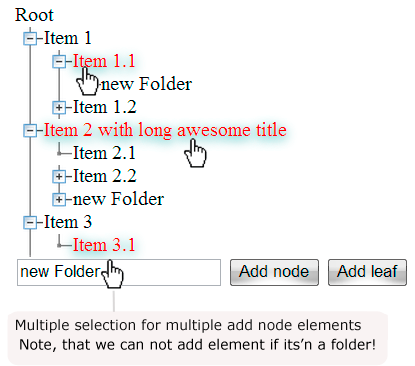 Root
Item 1
Item 1.1
new Folder
Item 1.2
Item 2 with long awesome title
Item 2.1
Item 2.2
new Folder
Item 3
Item 3.1
new Folder Add node Add leaf
Multiple selection for multiple add node elements
Note, that we can not add element if its'n a folder!